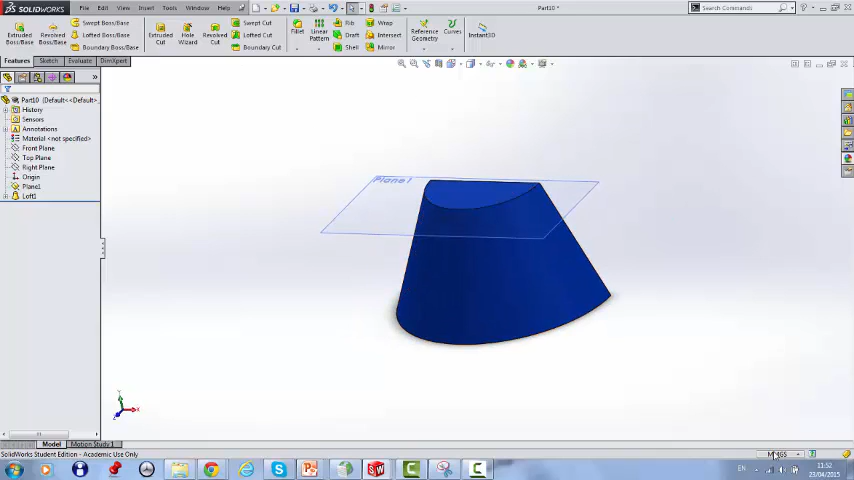 SOLIDWORKS File Edit View Insert Tools Window Help Part10 * Search Commands
Extruded Boss/Base Revolved Boss/Base Swept Boss/Base Lofted Boss/Base Boundary Boss/Base Extruded Cut Hole Wizard Revolved Cut Swept Cut Lofted Cut Boundary Cut Fillet Linear Pattern Rib Draft Shell Wrap Intersect Mirror Reference Geometry Curves Instant3D
Features Sketch Evaluate DimXpert
Part10 (Default<<Default>_
History
Sensors
Annotations
Material <not specified>
Front Plane
Top Plane
Right Plane
Origin
Plane1
Loft1
Plane1
Y
X
Z
Model Motion Study 1
SolidWorks Student Edition - Academic Use Only
EN
11:52
23/04/2015